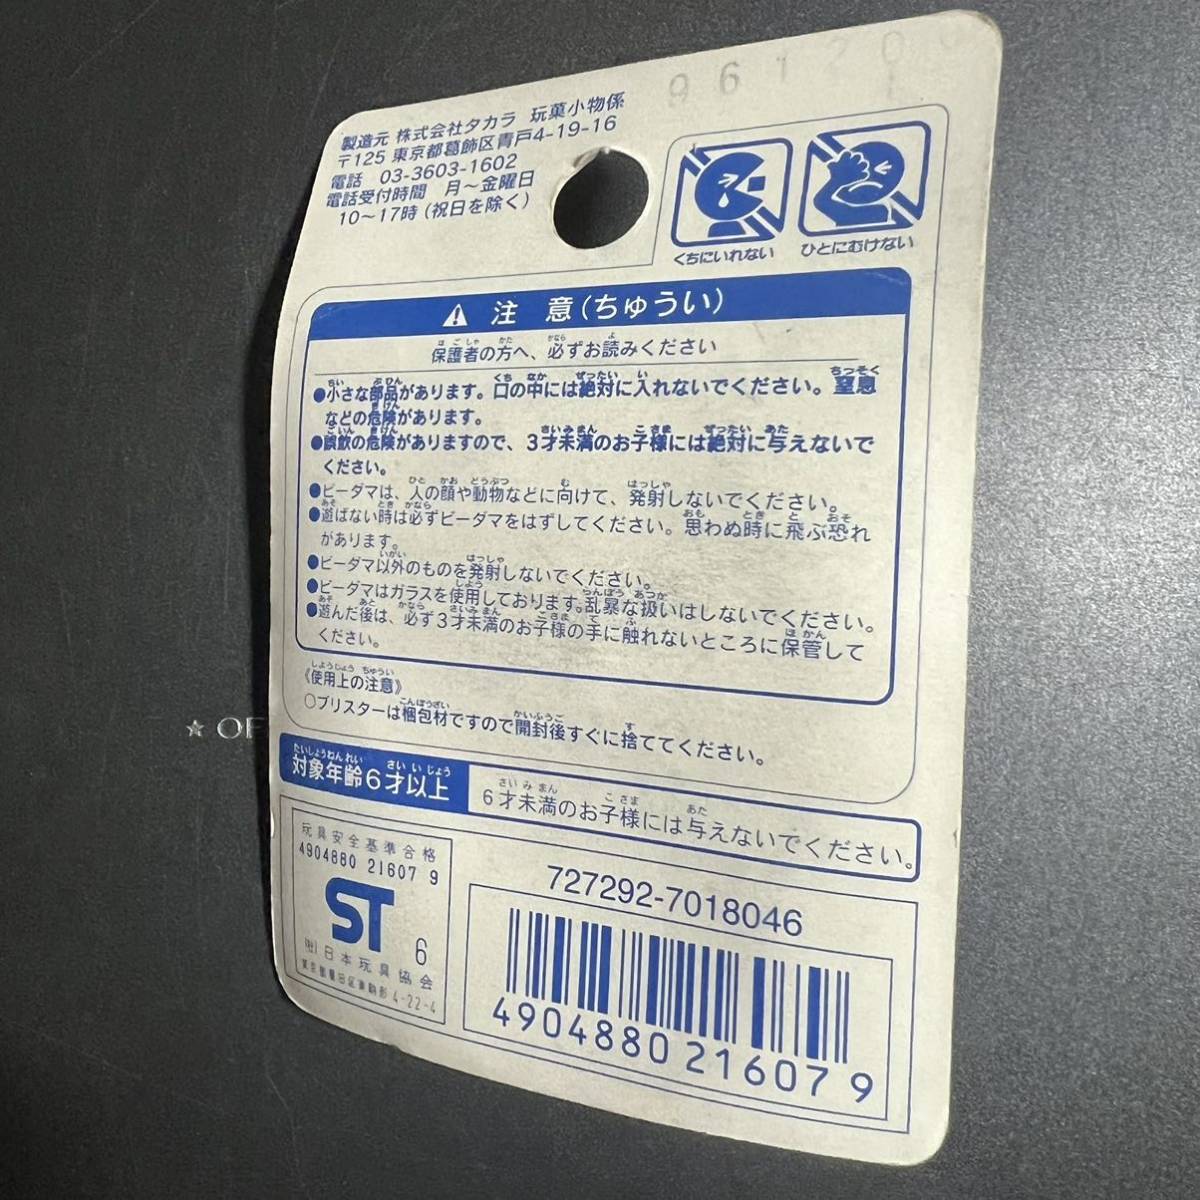 961201
製造元 株式会社タカラ 玩菓小物係
〒125 東京都葛飾区青戸4-19-16
電話 03-3603-1602
電話受付時間 月～金曜日
10～17時(祝日を除く)
くちにいれない
ひとにむけない
注意(ちゅうい)
保護者の方へ、必ずお読みください
●小さな部品があります。口の中には絶対に入れないでください。窒息
などの危険があります。
●誤飲の危険がありますので、3才未満のお子様には絶対に与えないで
ください。
●ビーダマは、人の顔や動物などに向けて、発射しないでください。
●遊ばない時は必ずビーダマをはずしてください。思わぬ時に飛ぶ恐れ
があります。
●ビーダマ以外のものを発射しないでください。
●ビーダマはガラスを使用しております。乱暴な扱いはしないでください。
●遊んだ後は、必ず3才未満のお子様の手に触れないところに保管して
ください。
《使用上の注意》
○ブリスターは梱包材ですので開封後すぐに捨ててください。
対象年齢6才以上
6才未満のお子様には与えないでください。
玩具安全基準合格
4904880 21607 9
ST 6
(社)日本玩具協会
4-22-4
727292-7018046
4904880 21607 9
★ OF